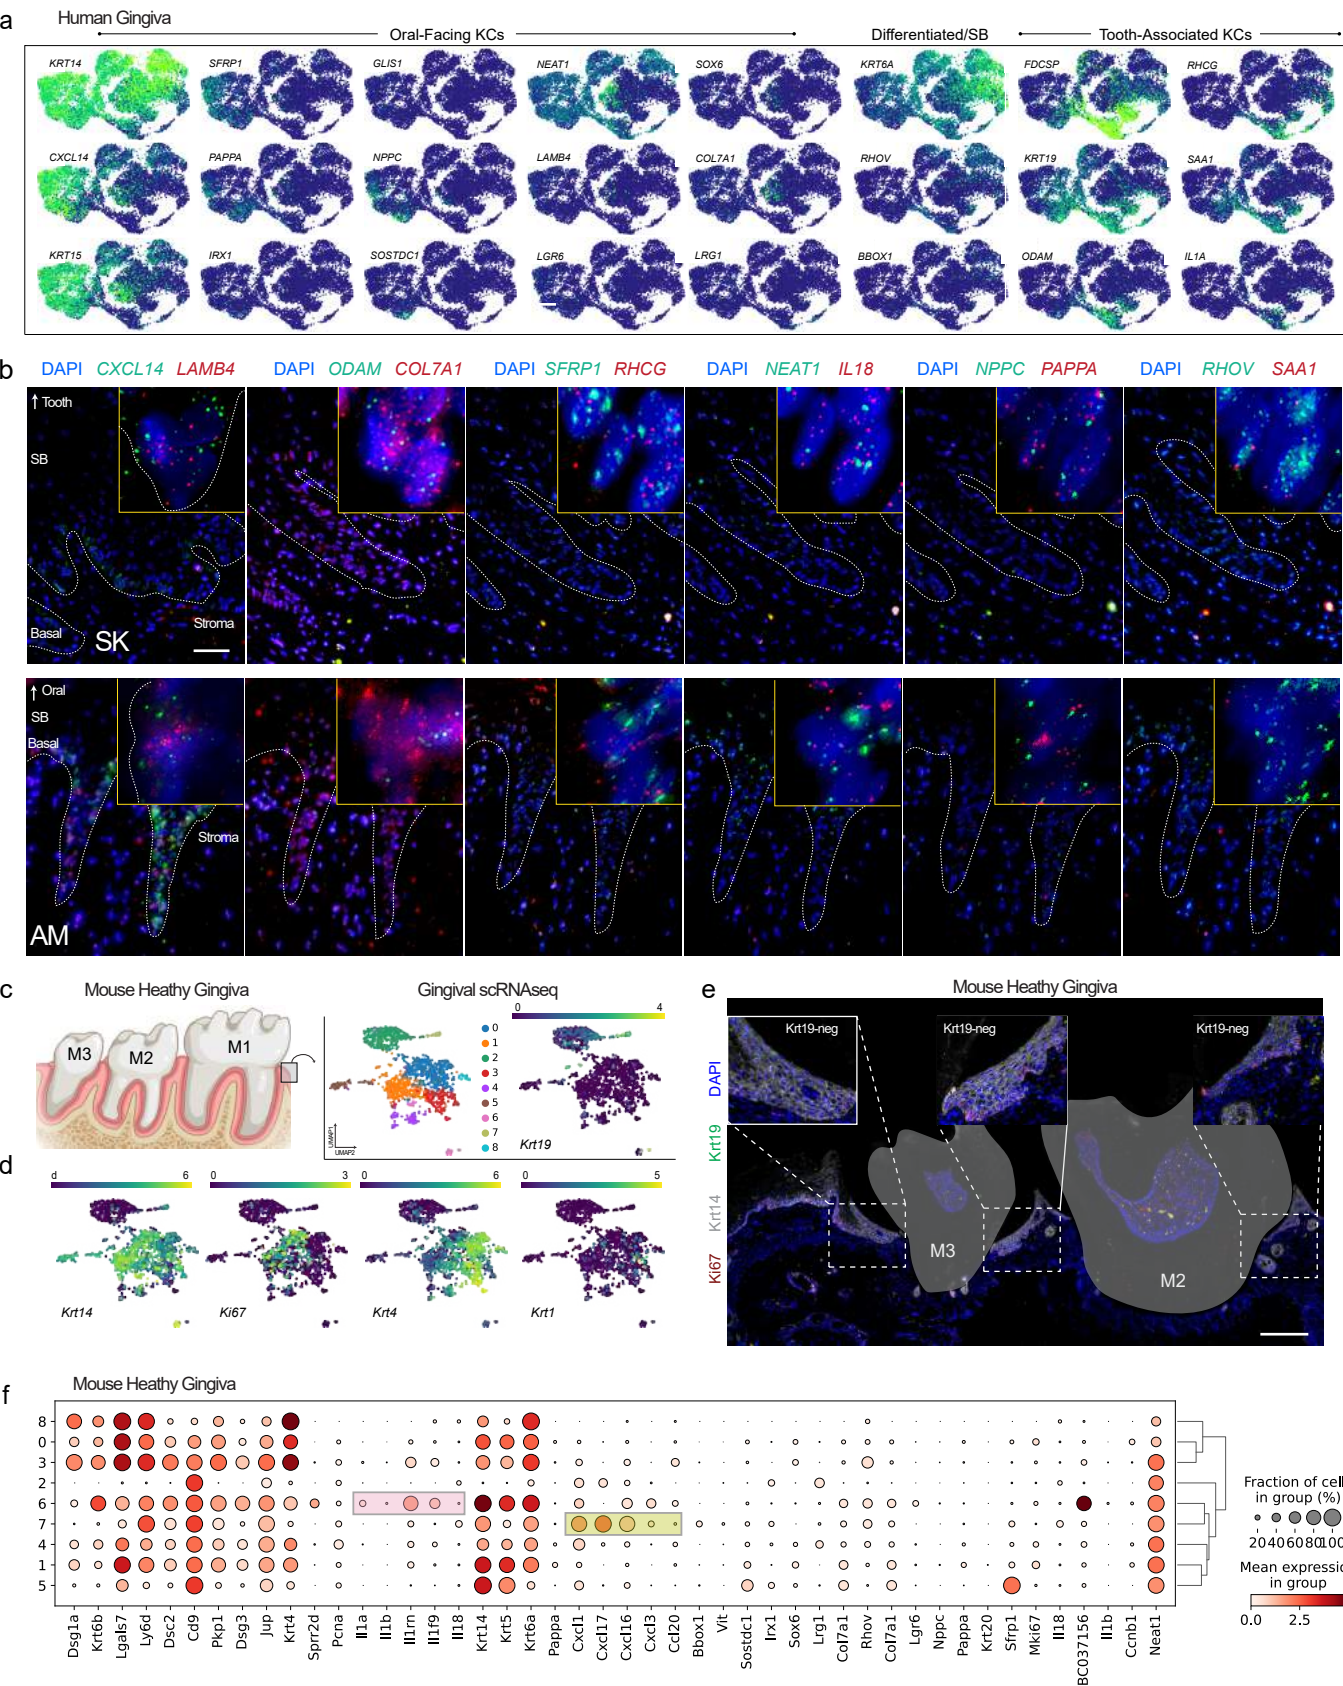 a
Human Gingiva
Oral-Facing KCs
Differentiated/SB
Tooth-Associated KCs
KRT14 SFRP1 GLIS1 NEAT1 SOX6 KRT6A FDCSP RHCG
CXCL14 PAPPA NPPC LAMB4 COL7A1 RHOV KRT19 SAA1
KRT15 IRX1 SOSTDC1 LGR6 LRG1 BBOX1 ODAM IL1A
b
DAPI CXCL14 LAMB4
DAPI ODAM COL7A1
DAPI SFRP1 RHCG
DAPI NEAT1 IL18
DAPI NPPC PAPPA
DAPI RHOV SAA1
↑ Tooth
SB
Basal
SK
Stroma
↑ Oral
SB
Basal
Stroma
AM
c
Mouse Heathy Gingiva
M3
M2
M1
Gingival scRNAseq
0 4
0
1
2
3
4
5
6
7
8
UMAP1
UMAP2
Krt19
d
d 6
0 3
0 6
0 5
Krt14
Ki67
Krt4
Krt1
e
Mouse Heathy Gingiva
Ki67 Krt14 Krt19 DAPI
Krt19-neg
Krt19-neg
Krt19-neg
M3
M2
f
Mouse Heathy Gingiva
8
0
3
2
6
7
4
1
5
Dsg1a Krt6b Lgals7 Ly6d Dsc2 Cd9 Pkp1 Dsg3 Jup Krt4 Sprr2d Pcna Il1a Il1b Il1rn Il1f9 Il18 Krt14 Krt5 Krt6a Pappa Cxcl1 Cxcl17 Cxcl16 Cxcl3 Ccl20 Bbox1 Vit Sostdc1 Irx1 Sox6 Lrg1 Col7a1 Rhov Col7a1 Lgr6 Nppc Pappa Krt20 Sfrp1 Mki67 Il18 BC037156 Il1b Ccnb1 Neat1
Fraction of cell
in group (%)
20 40 60 80 100
Mean expression
in group
0.0 2.5